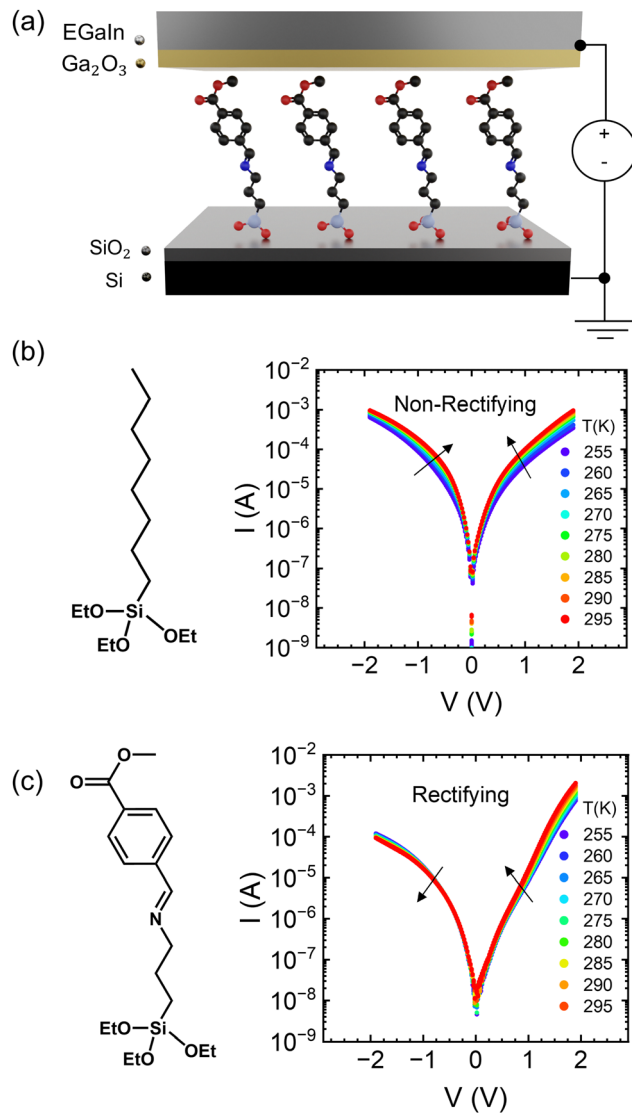 (a)
EGaIn
Ga₂O₃
+
-
SiO₂
Si
(b)
Si
EtO
EtO
OEt
I (A)
10⁻²
10⁻³
10⁻⁴
10⁻⁵
10⁻⁶
10⁻⁷
10⁻⁸
10⁻⁹
Non-Rectifying
T(K)
255
260
265
270
275
280
285
290
295
−2 −1 0 1 2
V (V)
(c)
O
O
N
Si
EtO
EtO
OEt
I (A)
10⁻²
10⁻³
10⁻⁴
10⁻⁵
10⁻⁶
10⁻⁷
10⁻⁸
10⁻⁹
Rectifying
T(K)
255
260
265
270
275
280
285
290
295
−2 −1 0 1 2
V (V)